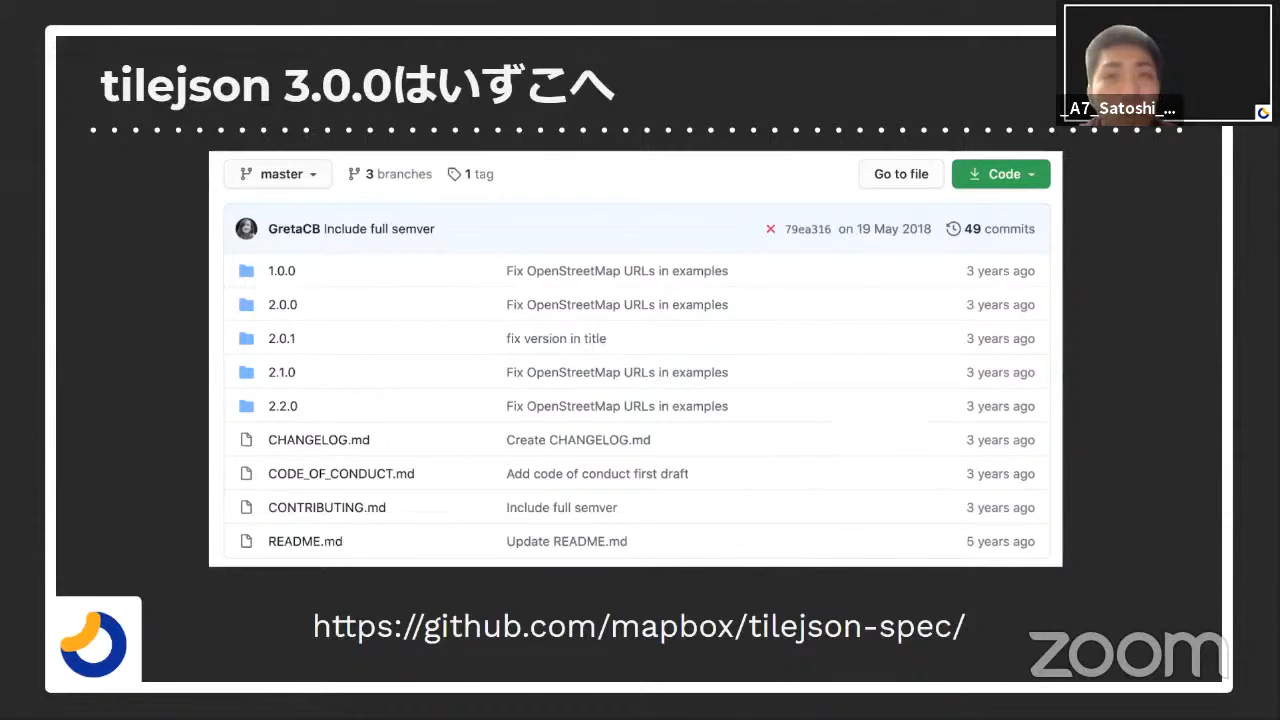 tilejson 3.0.0はいずこへ
_A7_Satoshi_...
master 3 branches 1 tag Go to file Code
GretaCB Include full semver 79ea316 on 19 May 2018 49 commits
1.0.0 Fix OpenStreetMap URLs in examples 3 years ago
2.0.0 Fix OpenStreetMap URLs in examples 3 years ago
2.0.1 fix version in title 3 years ago
2.1.0 Fix OpenStreetMap URLs in examples 3 years ago
2.2.0 Fix OpenStreetMap URLs in examples 3 years ago
CHANGELOG.md Create CHANGELOG.md 3 years ago
CODE_OF_CONDUCT.md Add code of conduct first draft 3 years ago
CONTRIBUTING.md Include full semver 3 years ago
README.md Update README.md 5 years ago
https://github.com/mapbox/tilejson-spec/
zoom